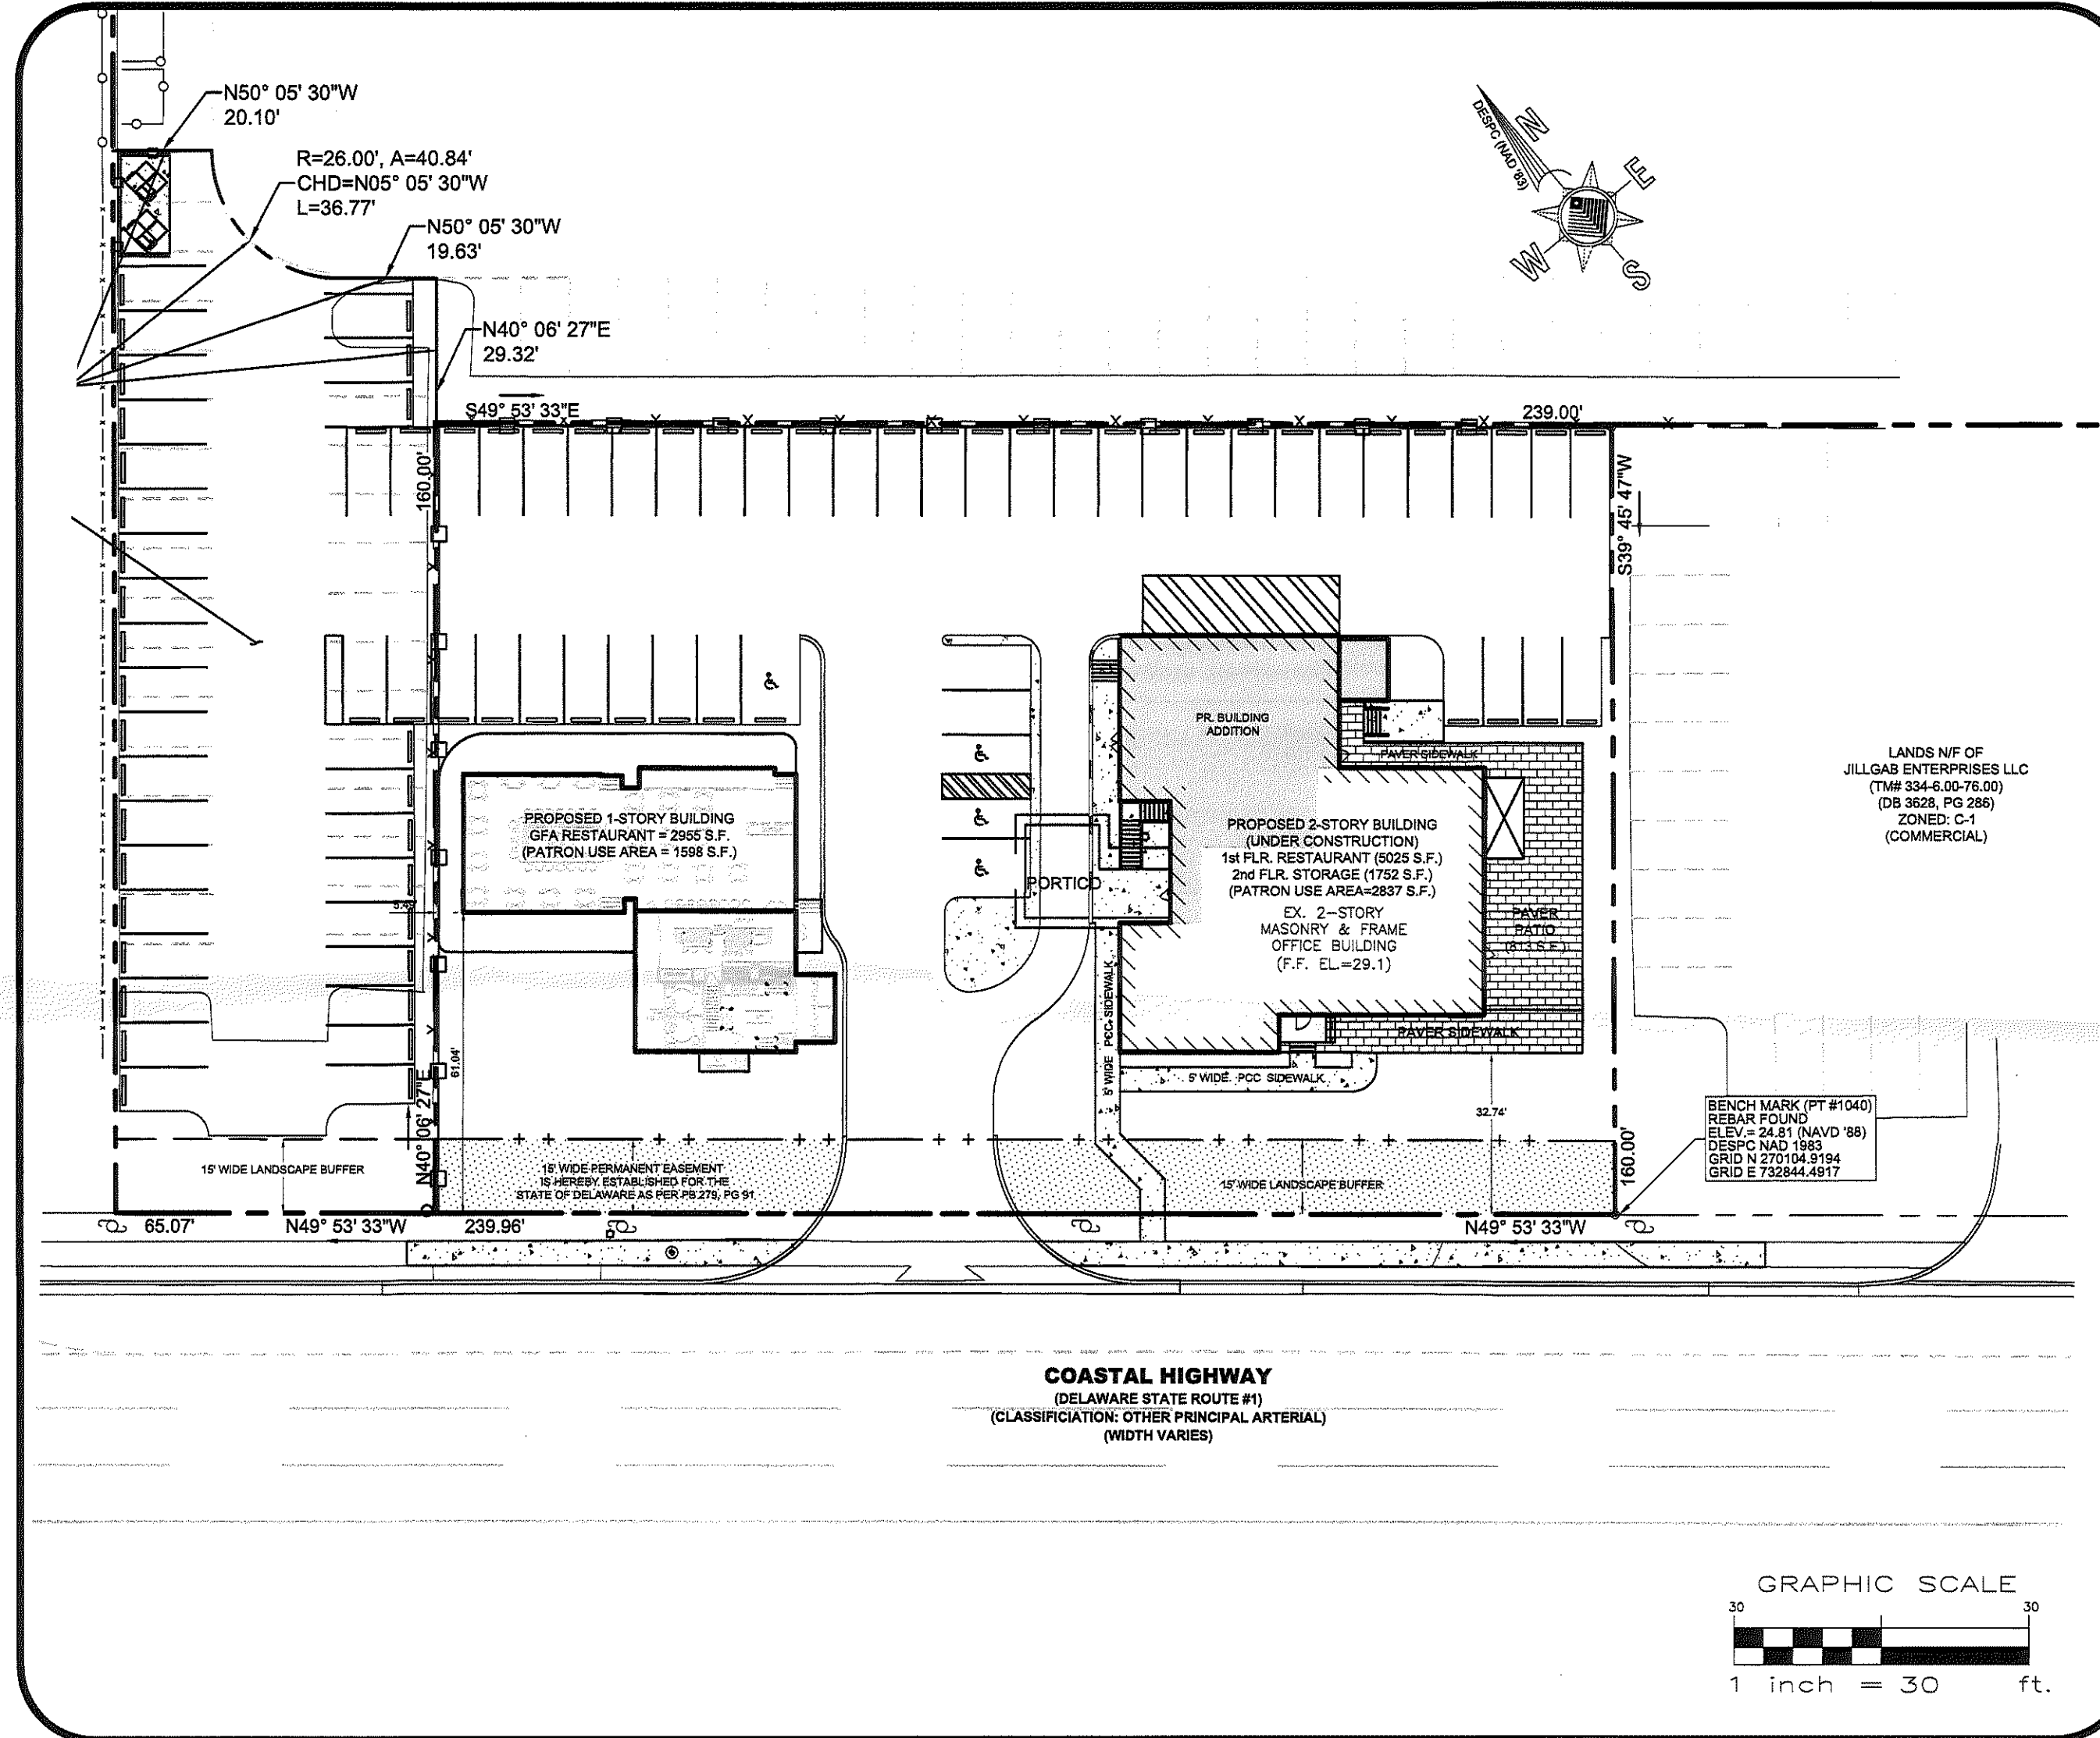 N50° 05' 30"W
20.10'
R=26.00', A=40.84'
CHD=N05° 05' 30"W
L=36.77'
N50° 05' 30"W
19.63'
N40° 06' 27"E
29.32'
DESPC (NAD '83)
N
E
W
S
S49° 53' 33"E
239.00'
160.00'
S39° 45' 47"W
PR. BUILDING
ADDITION
PAVER SIDEWALK
LANDS N/F OF
JILLGAB ENTERPRISES LLC
(TM# 334-6.00-76.00)
(DB 3628, PG 286)
ZONED: C-1
(COMMERCIAL)
PROPOSED 1-STORY BUILDING
GFA RESTAURANT = 2955 S.F.
(PATRON USE AREA = 1598 S.F.)
PROPOSED 2-STORY BUILDING
(UNDER CONSTRUCTION)
1st FLR. RESTAURANT (5025 S.F.)
2nd FLR. STORAGE (1752 S.F.)
(PATRON USE AREA=2837 S.F.)
EX. 2-STORY
MASONRY & FRAME
OFFICE BUILDING
(F.F. EL.=29.1)
PORTICO
PAVER
PATIO
(813 S.F.)
5' WIDE PCC SIDEWALK
PAVER SIDEWALK
5' WIDE PCC SIDEWALK
61.04'
N40° 06' 27"E
32.74'
160.00'
BENCH MARK (PT #1040)
REBAR FOUND
ELEV.= 24.81 (NAVD '88)
DESPC NAD 1983
GRID N 270104.9194
GRID E 732844.4917
15' WIDE LANDSCAPE BUFFER
15' WIDE PERMANENT EASEMENT
IS HEREBY ESTABLISHED FOR THE
STATE OF DELAWARE AS PER PB 279, PG 91
15' WIDE LANDSCAPE BUFFER
65.07'
N49° 53' 33"W
239.96'
N49° 53' 33"W
COASTAL HIGHWAY
(DELAWARE STATE ROUTE #1)
(CLASSIFICIATION: OTHER PRINCIPAL ARTERIAL)
(WIDTH VARIES)
GRAPHIC SCALE
30
30
1 inch = 30 ft.